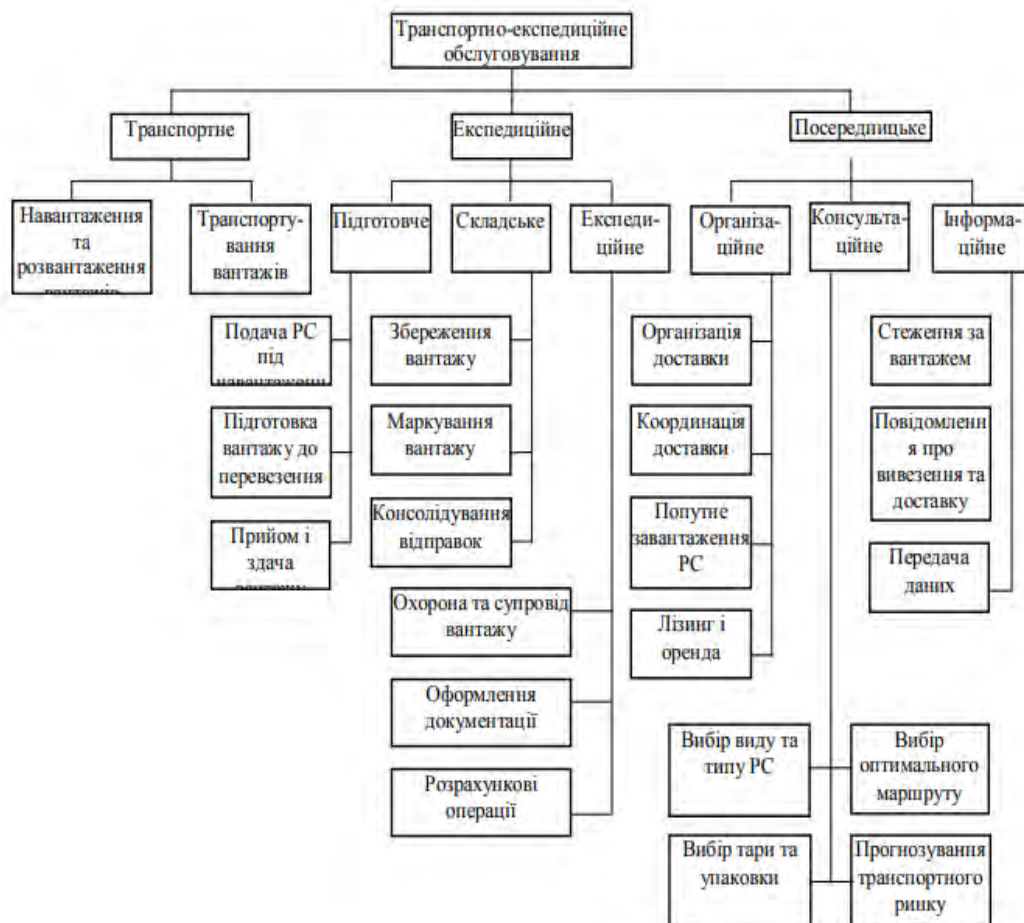 Транспортно-експедиційне
обслуговування
Транспортне
Експедиційне
Посередницьке
Навантаження
та
розвантаження
вантажів
Транспорту-
вання
вантажів
Підготовче
Складське
Експеди-
ційне
Організа-
ційне
Консульта-
ційне
Інформа-
ційне
Подача РС
під
навантаженн
Підготовка
вантажу до
перевезення
Прийом і
здача
вантажу
Збереження
вантажу
Маркування
вантажу
Консолідування
відправок
Охорона та супровід
вантажу
Оформлення
документації
Розрахункові
операції
Організація
доставки
Координація
доставки
Попутне
завантаження
РС
Лізинг і
оренда
Стеження за
вантажем
Повідомленн
я про
вивезення та
доставку
Передача
даних
Вибір виду та
типу РС
Вибір
оптимального
маршруту
Вибір тари та
упаковки
Прогнозування
транспортного
ринку